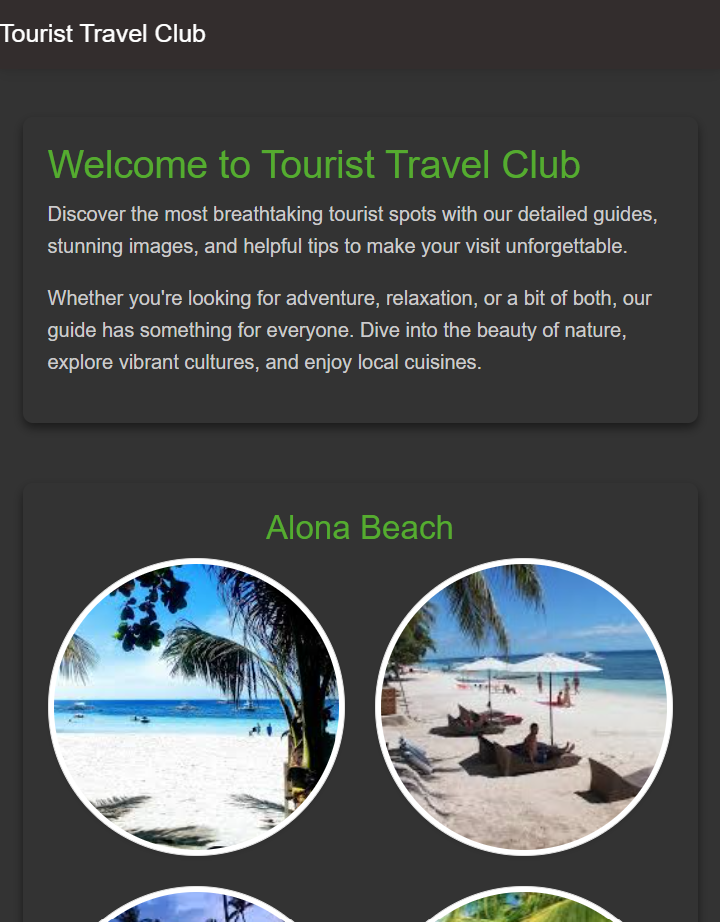 Tourist Travel Club
Welcome to Tourist Travel Club
Discover the most breathtaking tourist spots with our detailed guides,
stunning images, and helpful tips to make your visit unforgettable.
Whether you're looking for adventure, relaxation, or a bit of both, our
guide has something for everyone. Dive into the beauty of nature,
explore vibrant cultures, and enjoy local cuisines.
Alona Beach